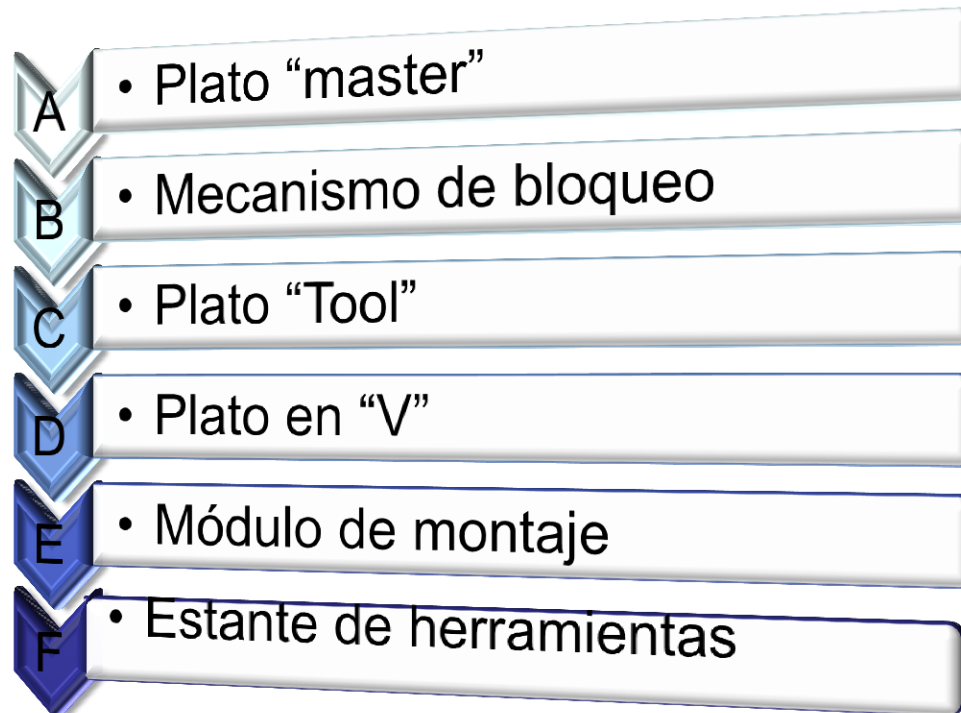 A • Plato “master”
B • Mecanismo de bloqueo
C • Plato “Tool”
D • Plato en “V”
E • Módulo de montaje
F • Estante de herramientas